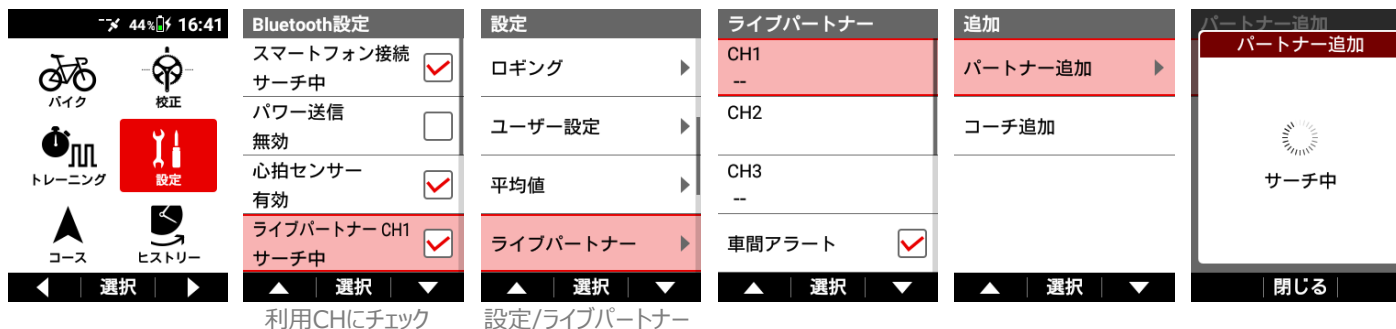 44% 16:41
バイク
校正
トレーニング
設定
コース
ヒストリー
選択
Bluetooth設定
スマートフォン接続
サーチ中
パワー送信
無効
心拍センサー
有効
ライブパートナー CH1
サーチ中
選択
利用CHにチェック
設定
ロギング
ユーザー設定
平均値
ライブパートナー
選択
設定/ライブパートナー
ライブパートナー
CH1
--
CH2
CH3
--
車間アラート
選択
追加
パートナー追加
コーチ追加
選択
パートナー追加
パートナー追加
サーチ中
閉じる